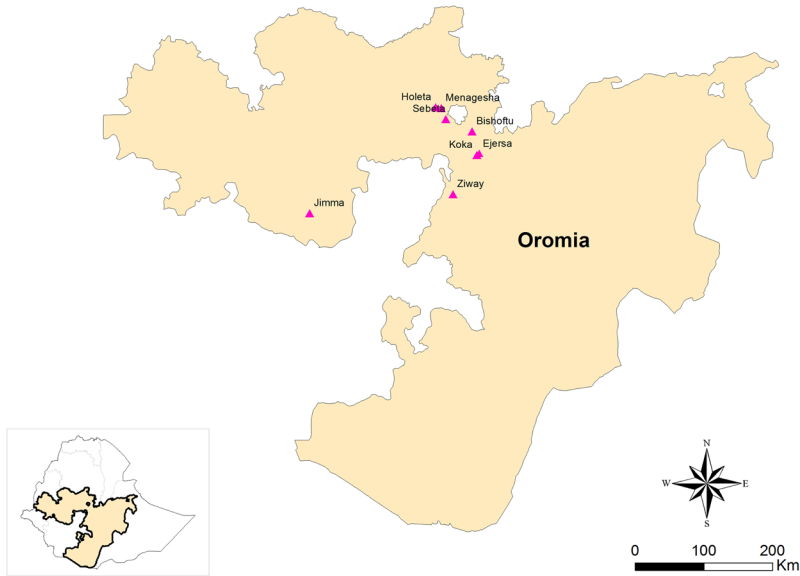 Holeta
Menagesha
Sebeta
Bishoftu
Koka
Ejersa
Ziway
Jimma
Oromia
N
W
E
S
0 100 200
Km